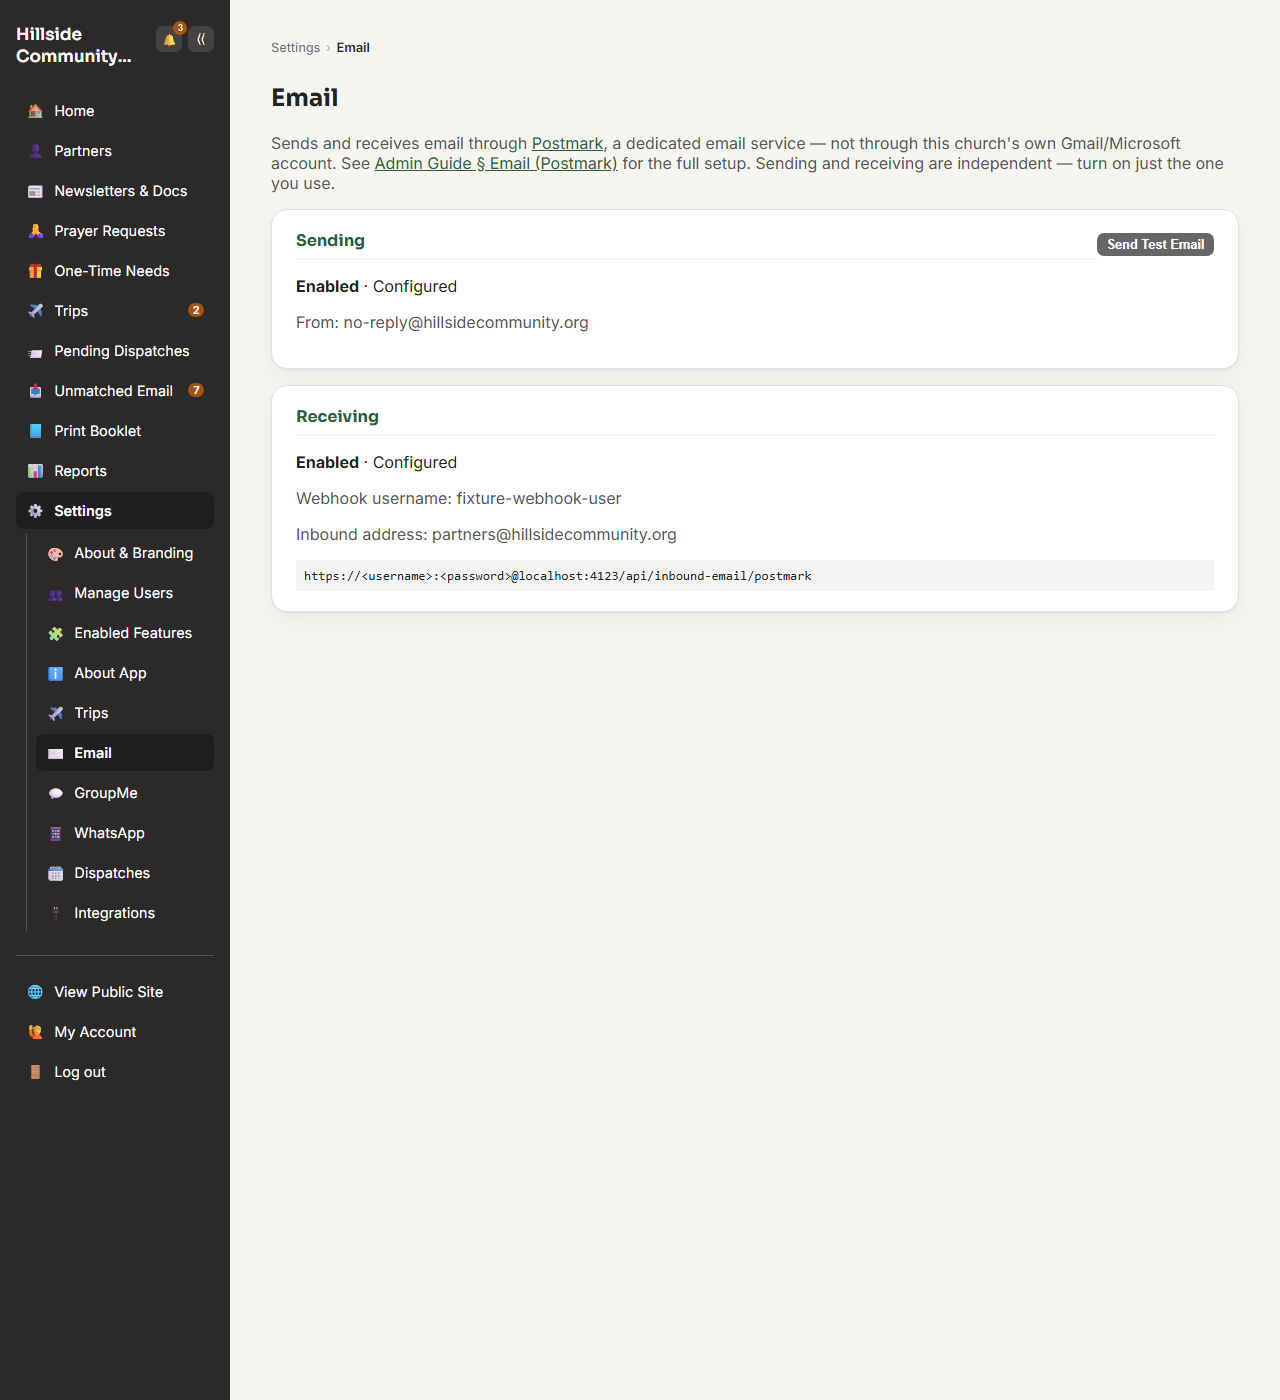 Hillside
Community...
3
⟨⟨
Home
Partners
Newsletters & Docs
Prayer Requests
One-Time Needs
Trips 2
Pending Dispatches
Unmatched Email 7
Print Booklet
Reports
Settings
About & Branding
Manage Users
Enabled Features
About App
Trips
Email
GroupMe
WhatsApp
Dispatches
Integrations
View Public Site
My Account
Log out
Settings › Email
Email
Sends and receives email through Postmark, a dedicated email service — not through this church's own Gmail/Microsoft
account. See Admin Guide § Email (Postmark) for the full setup. Sending and receiving are independent — turn on just the one
you use.
Sending
Send Test Email
Enabled · Configured
From: no-reply@hillsidecommunity.org
Receiving
Enabled · Configured
Webhook username: fixture-webhook-user
Inbound address: partners@hillsidecommunity.org
https://<username>:<password>@localhost:4123/api/inbound-email/postmark